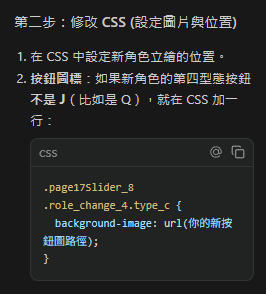 第二步：修改 CSS (設定圖片與位置)
1. 在 CSS 中設定新角色立繪的位置。
2. 按鈕圖標：如果新角色的第四型態按鈕
不是 J（比如是 Q），就在 CSS 加一
行：
css
.page17Slider_8
.role_change_4.type_c {
  background-image: url(你的新按
鈕圖路徑);
}